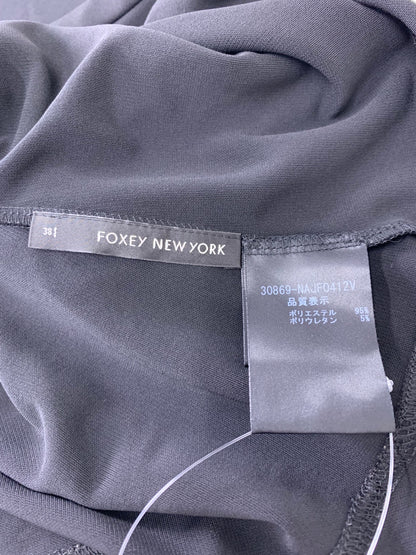 38
FOXEY NEW YORK
30869-NAJF0412V
品質表示
ポリエステル 95%
ポリウレタン 5%